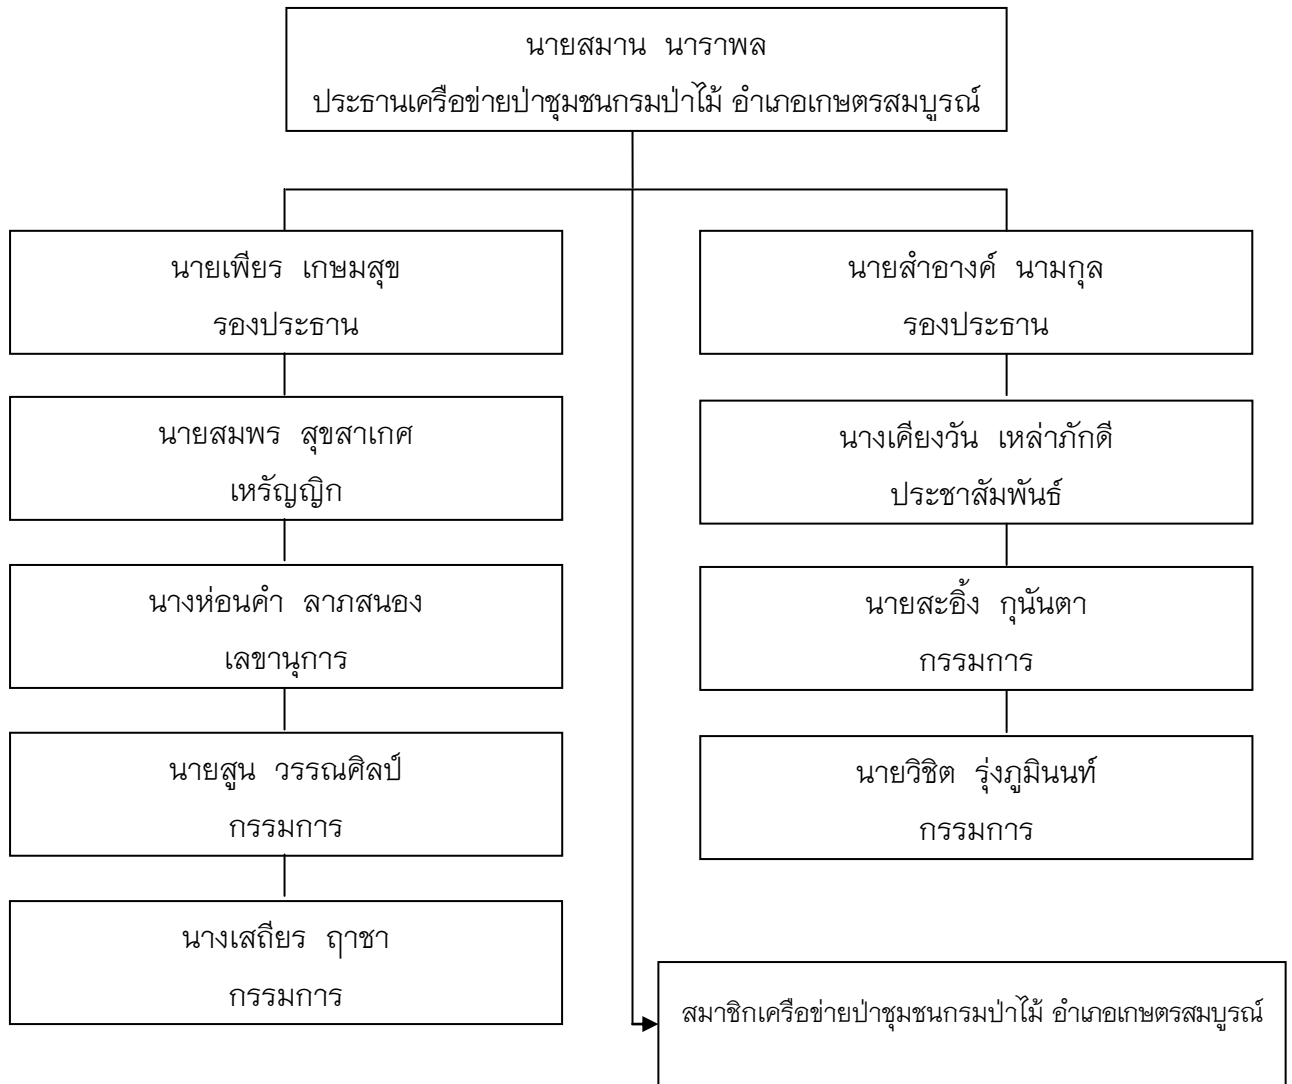 นายสมาน นาราพล
ประธานเครือข่ายป่าชุมชนกรมป่าไม้ อำเภอเกษตรสมบูรณ์
นายเพียร เกษมสุข
รองประธาน
นายสมพร สุขสาเกศ
เหรัญญิก
นางห่อนคำ ลาภสนอง
เลขานุการ
นายสูน วรรณศิลป์
กรรมการ
นางเสถียร ฤาชา
กรรมการ
นายสำอางค์ นามกุล
รองประธาน
นางเคียงวัน เหล่าภักดี
ประชาสัมพันธ์
นายสะอิ้ง กุนันตา
กรรมการ
นายวิชิต รุ่งภูมินนท์
กรรมการ
สมาชิกเครือข่ายป่าชุมชนกรมป่าไม้ อำเภอเกษตรสมบูรณ์